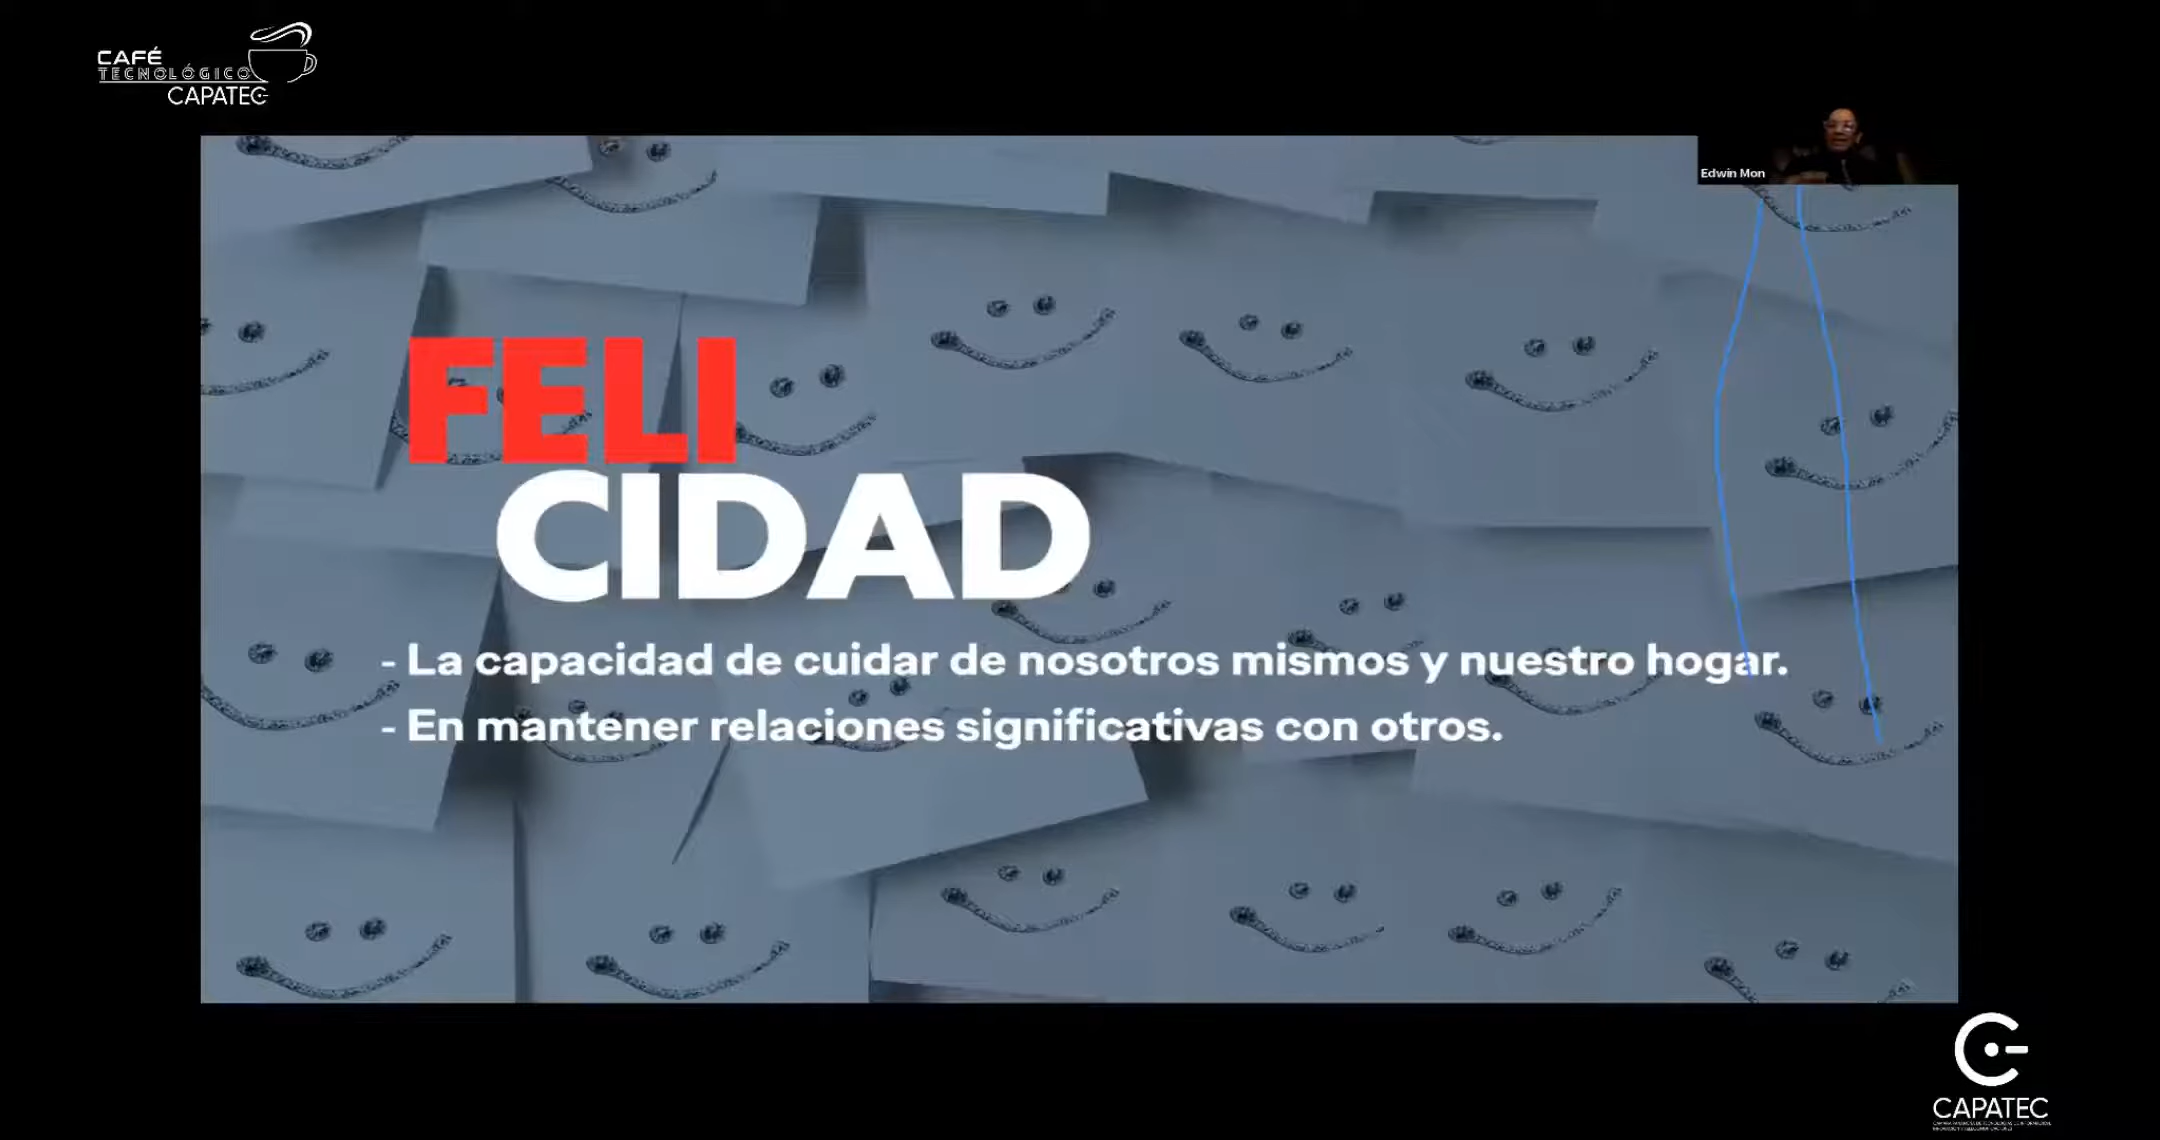 CAFÉ
TECNOLÓGICO
CAPATEC
Edwin Mon
FELI
CIDAD
- La capacidad de cuidar de nosotros mismos y nuestro hogar.
- En mantener relaciones significativas con otros.
CAPATEC